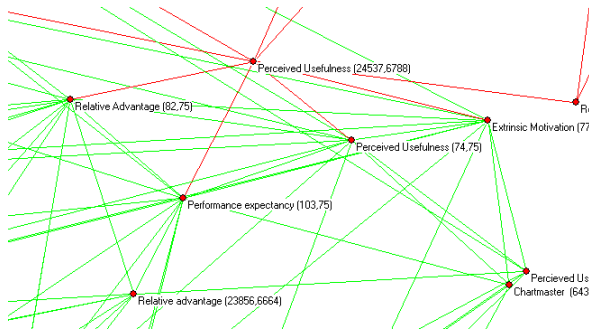 Perceived Usefulness (24537,6788)
Relative Advantage (82,75)
Extrinsic Motivation (77
Perceived Usefulness (74,75)
Performance expectancy (103,75)
Percieved Us
Chartmaster (643
Relative advantage (23856,6664)